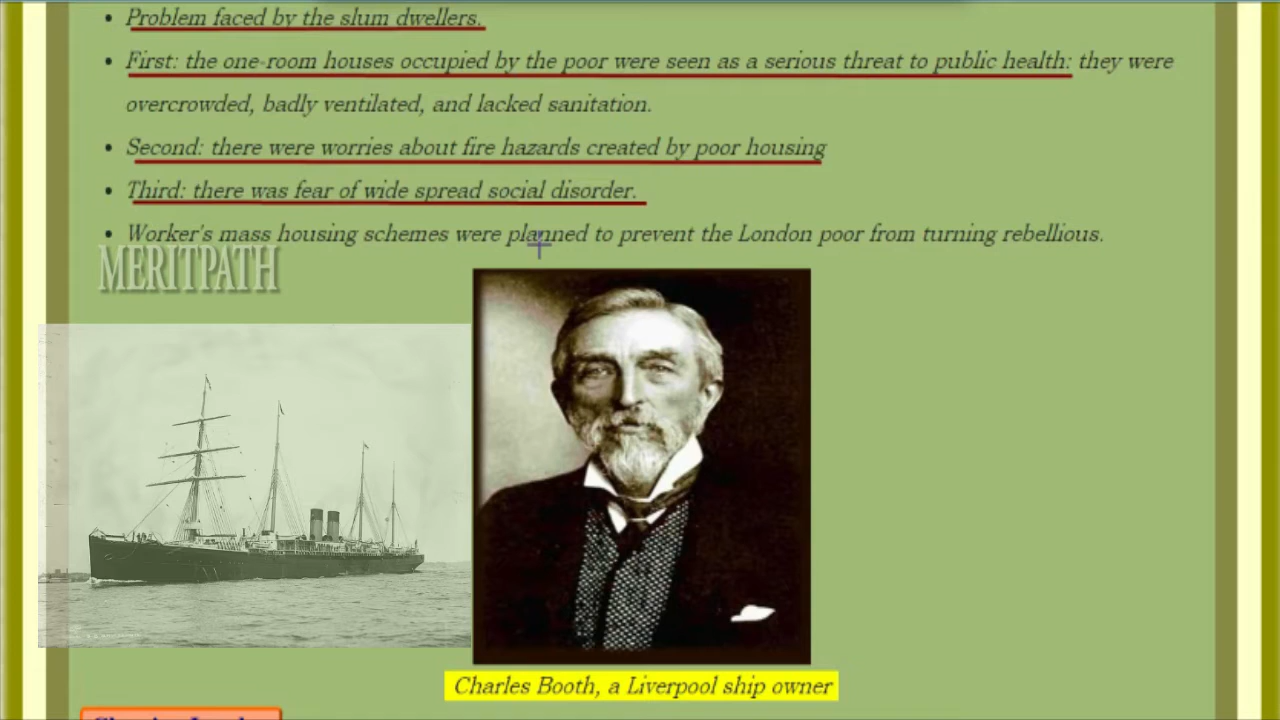 • Problem faced by the slum dwellers.
• First: the one-room houses occupied by the poor were seen as a serious threat to public health: they were
overcrowded, badly ventilated, and lacked sanitation.
• Second: there were worries about fire hazards created by poor housing
• Third: there was fear of wide spread social disorder.
• Worker's mass housing schemes were planned to prevent the London poor from turning rebellious.
MERITPATH
Charles Booth, a Liverpool ship owner